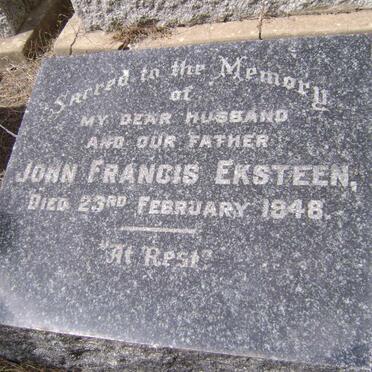 Sacred to the Memory
of
MY DEAR HUSBAND
AND OUR FATHER
JOHN FRANCIS EKSTEEN,
DIED 23RD FEBRUARY 1948.
"At Rest"